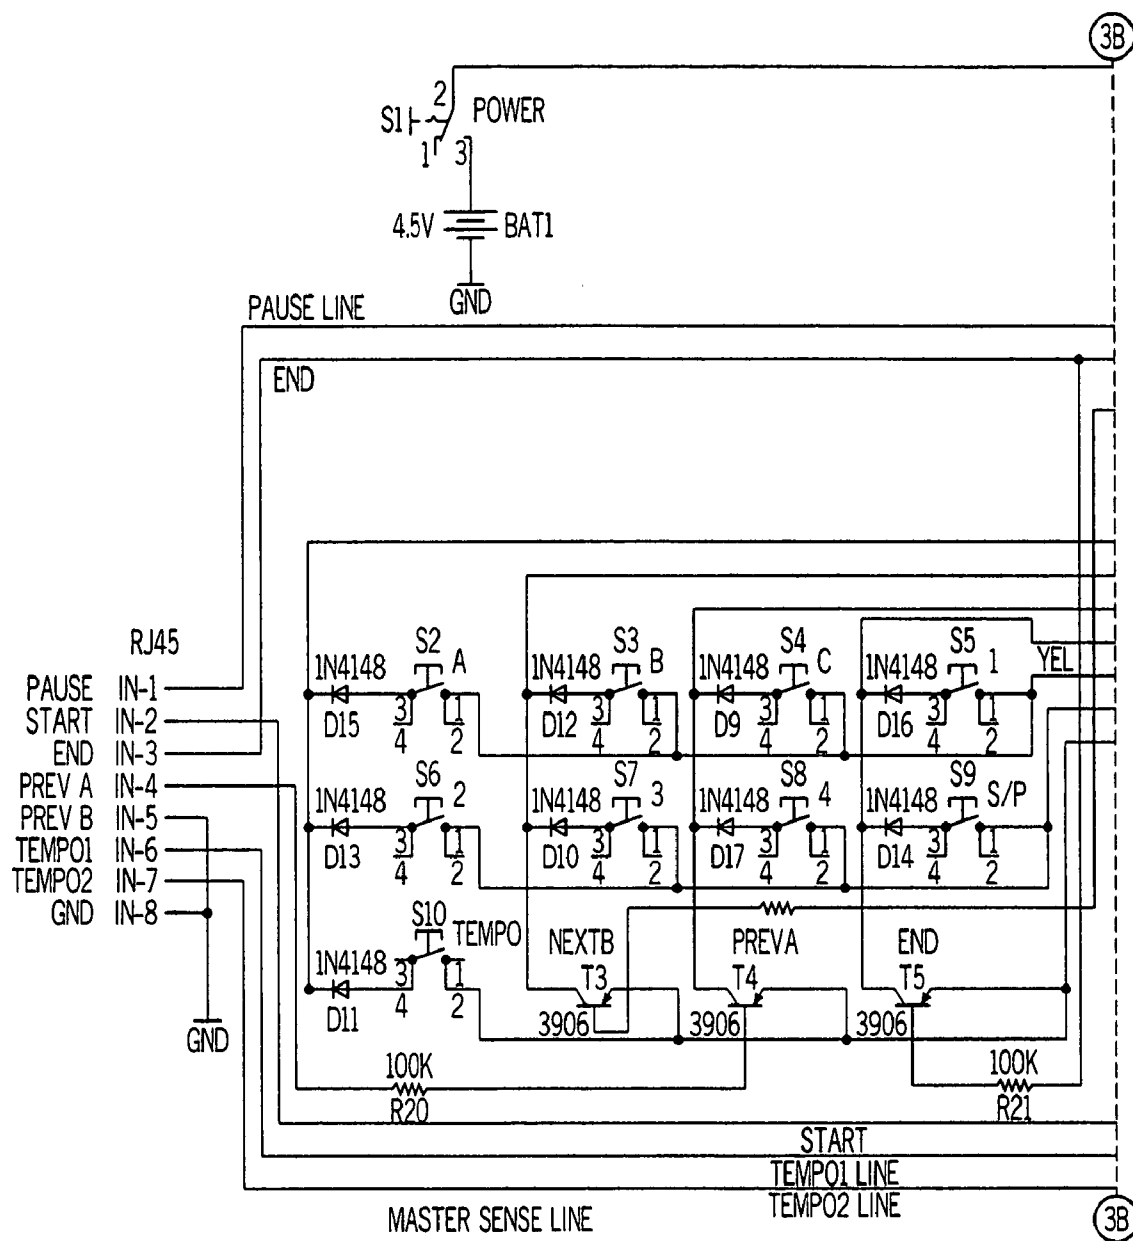 3B
2
S1
POWER
1
3
4.5V
BAT1
GND
PAUSE LINE
END
RJ45
PAUSE IN-1
START IN-2
END IN-3
PREV A IN-4
PREV B IN-5
TEMPO1 IN-6
TEMPO2 IN-7
GND IN-8
GND
S2
1N4148
A
D15
3
4
1
2
S3
1N4148
B
D12
3
4
1
2
S4
1N4148
C
D9
3
4
1
2
S5
1N4148
1
YEL
D16
3
4
1
2
S6
1N4148
2
D13
3
4
1
2
S7
1N4148
3
D10
3
4
1
2
S8
1N4148
4
D17
3
4
1
2
S9
1N4148
S/P
D14
3
4
1
2
S10
1N4148
TEMPO
D11
3
4
1
2
NEXTB
T3
3906
PREVA
T4
3906
END
T5
3906
100K
R20
100K
R21
START
TEMPO1 LINE
TEMPO2 LINE
MASTER SENSE LINE
3B